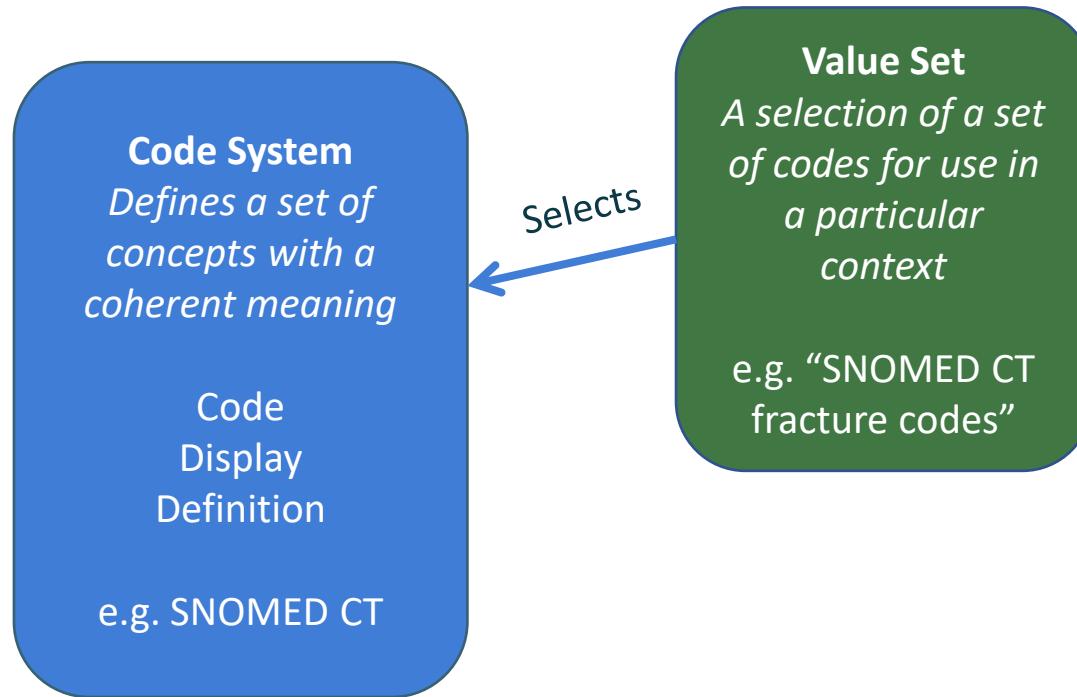 Code System
Defines a set of
concepts with a
coherent meaning
Code
Display
Definition
e.g. SNOMED CT
Selects
Value Set
A selection of a set
of codes for use in
a particular
context
e.g. “SNOMED CT
fracture codes”